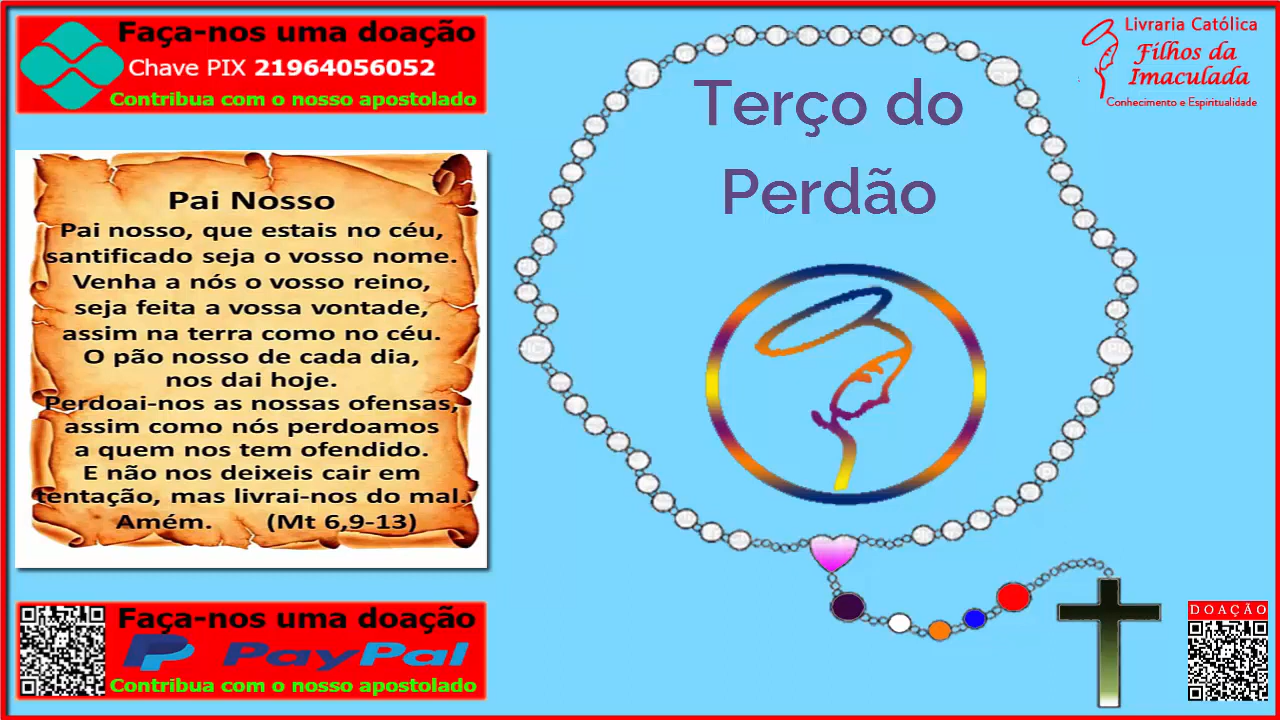 Faça-nos uma doação
Chave PIX 21964056052
Contribua com o nosso apostolado
Pai Nosso
Pai nosso, que estais no céu,
santificado seja o vosso nome.
Venha a nós o vosso reino,
seja feita a vossa vontade,
assim na terra como no céu.
O pão nosso de cada dia,
nos dai hoje.
Perdoai-nos as nossas ofensas,
assim como nós perdoamos
a quem nos tem ofendido.
E não nos deixeis cair em
tentação, mas livrai-nos do mal.
Amém. (Mt 6,9-13)
Faça-nos uma doação
PayPal
Contribua com o nosso apostolado
Terço do
Perdão
Livraria Católica
Filhos da
Imaculada
Conhecimento e Espiritualidade
DOAÇÃO